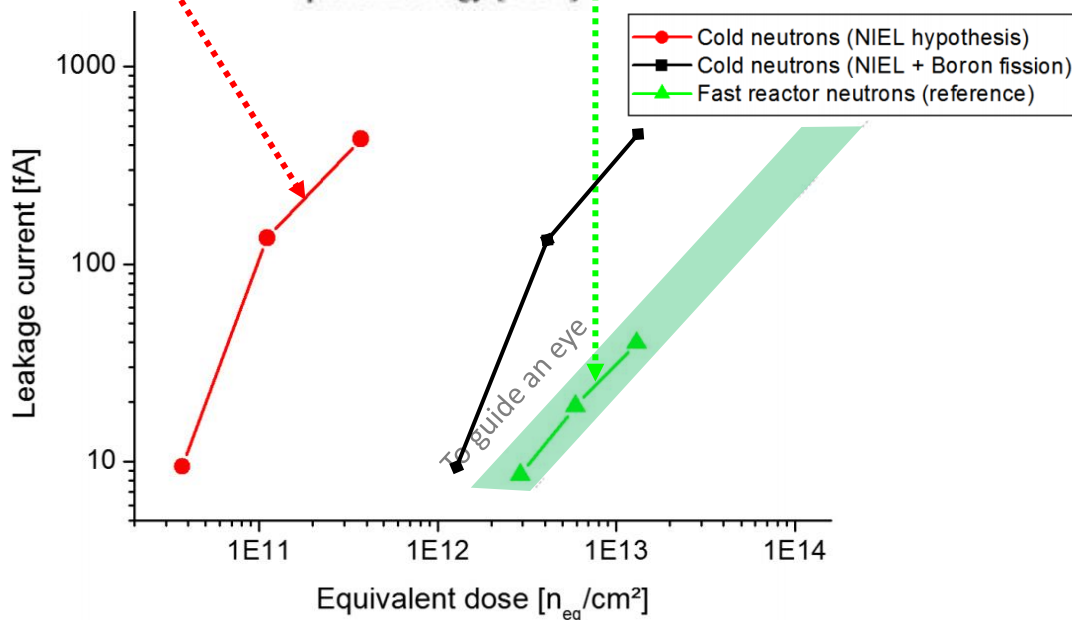 Cold neutrons (NIEL hypothesis)
Cold neutrons (NIEL + Boron fission)
Fast reactor neutrons (reference)
1000
100
10
Leakage current [fA]
To guide an eye
1E11 1E12 1E13 1E14
Equivalent dose [n_eq/cm²]